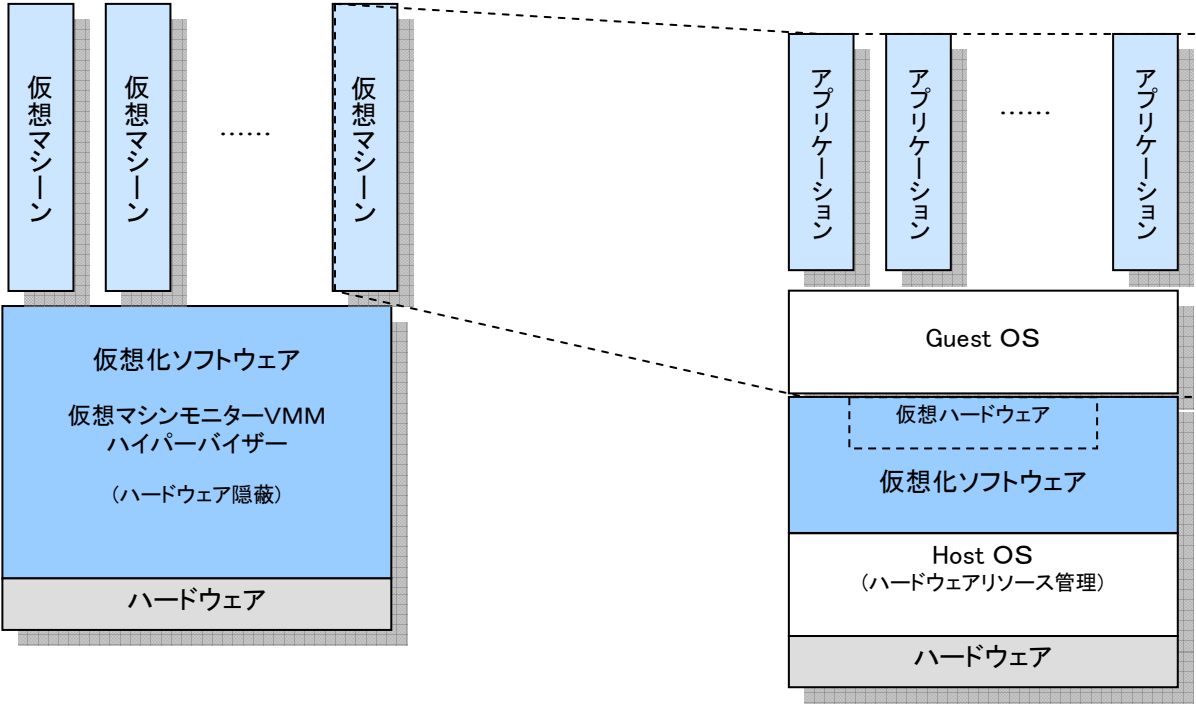 仮想マシーン
仮想マシーン
……
仮想マシーン
仮想化ソフトウェア
仮想マシンモニターVMM
ハイパーバイザー
(ハードウェア隠蔽)
ハードウェア
アプリケーション
アプリケーション
……
アプリケーション
Guest OS
仮想ハードウェア
仮想化ソフトウェア
Host OS
(ハードウェアリソース管理)
ハードウェア